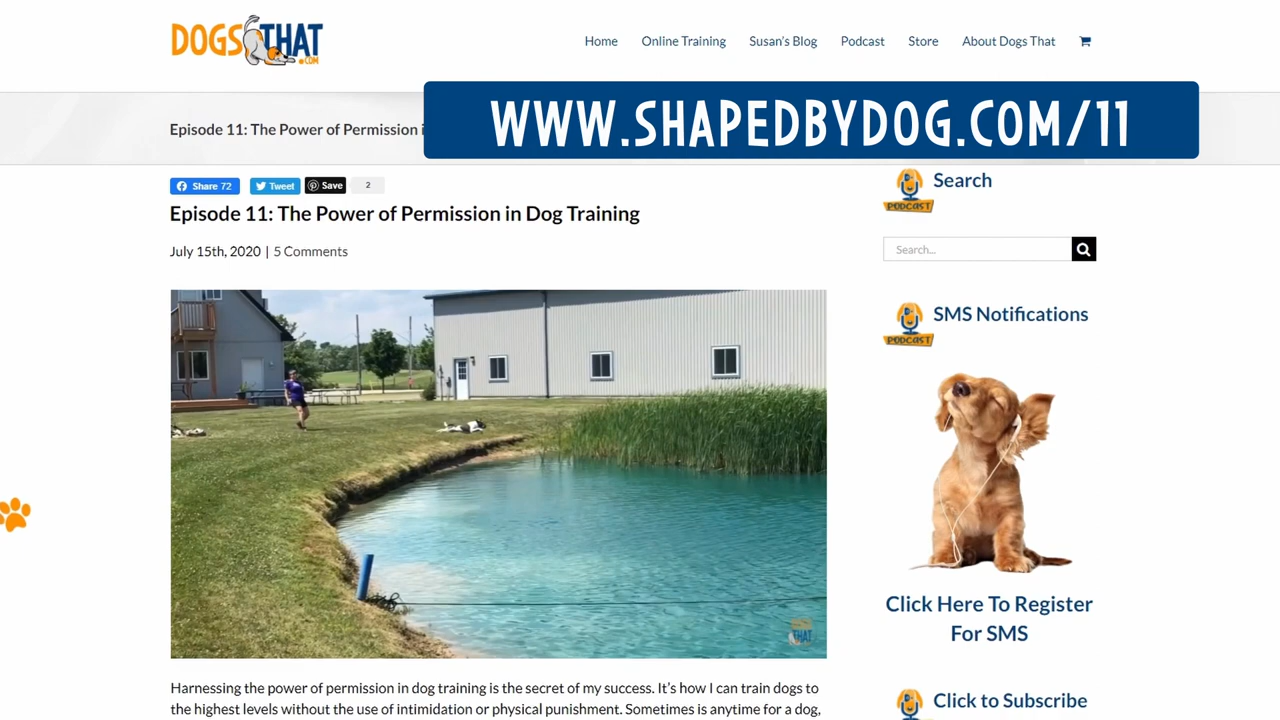 DOGSTHAT
.COM
Home Online Training Susan's Blog Podcast Store About Dogs That
WWW.SHAPEDBYDOG.COM/11
Episode 11: The Power of Permission i
Share 72 Tweet Save 2
Episode 11: The Power of Permission in Dog Training
July 15th, 2020 | 5 Comments
PODCAST
Search
Search...
PODCAST
SMS Notifications
THAT
Click Here To Register
For SMS
Harnessing the power of permission in dog training is the secret of my success. It's how I can train dogs to
the highest levels without the use of intimidation or physical punishment. Sometimes is anytime for a dog,
Click to Subscribe